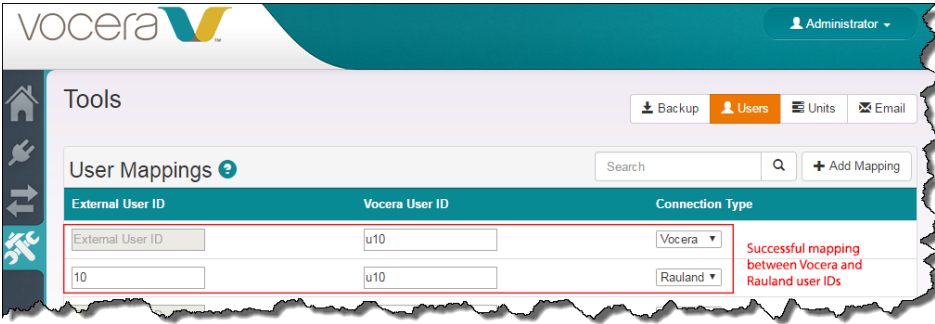 vocera
Administrator
Tools
Backup Users Units Email
User Mappings ?
Search
+ Add Mapping
External User ID Vocera User ID Connection Type
External User ID u10 Vocera
10 u10 Rauland
Successful mapping
between Vocera and
Rauland user IDs